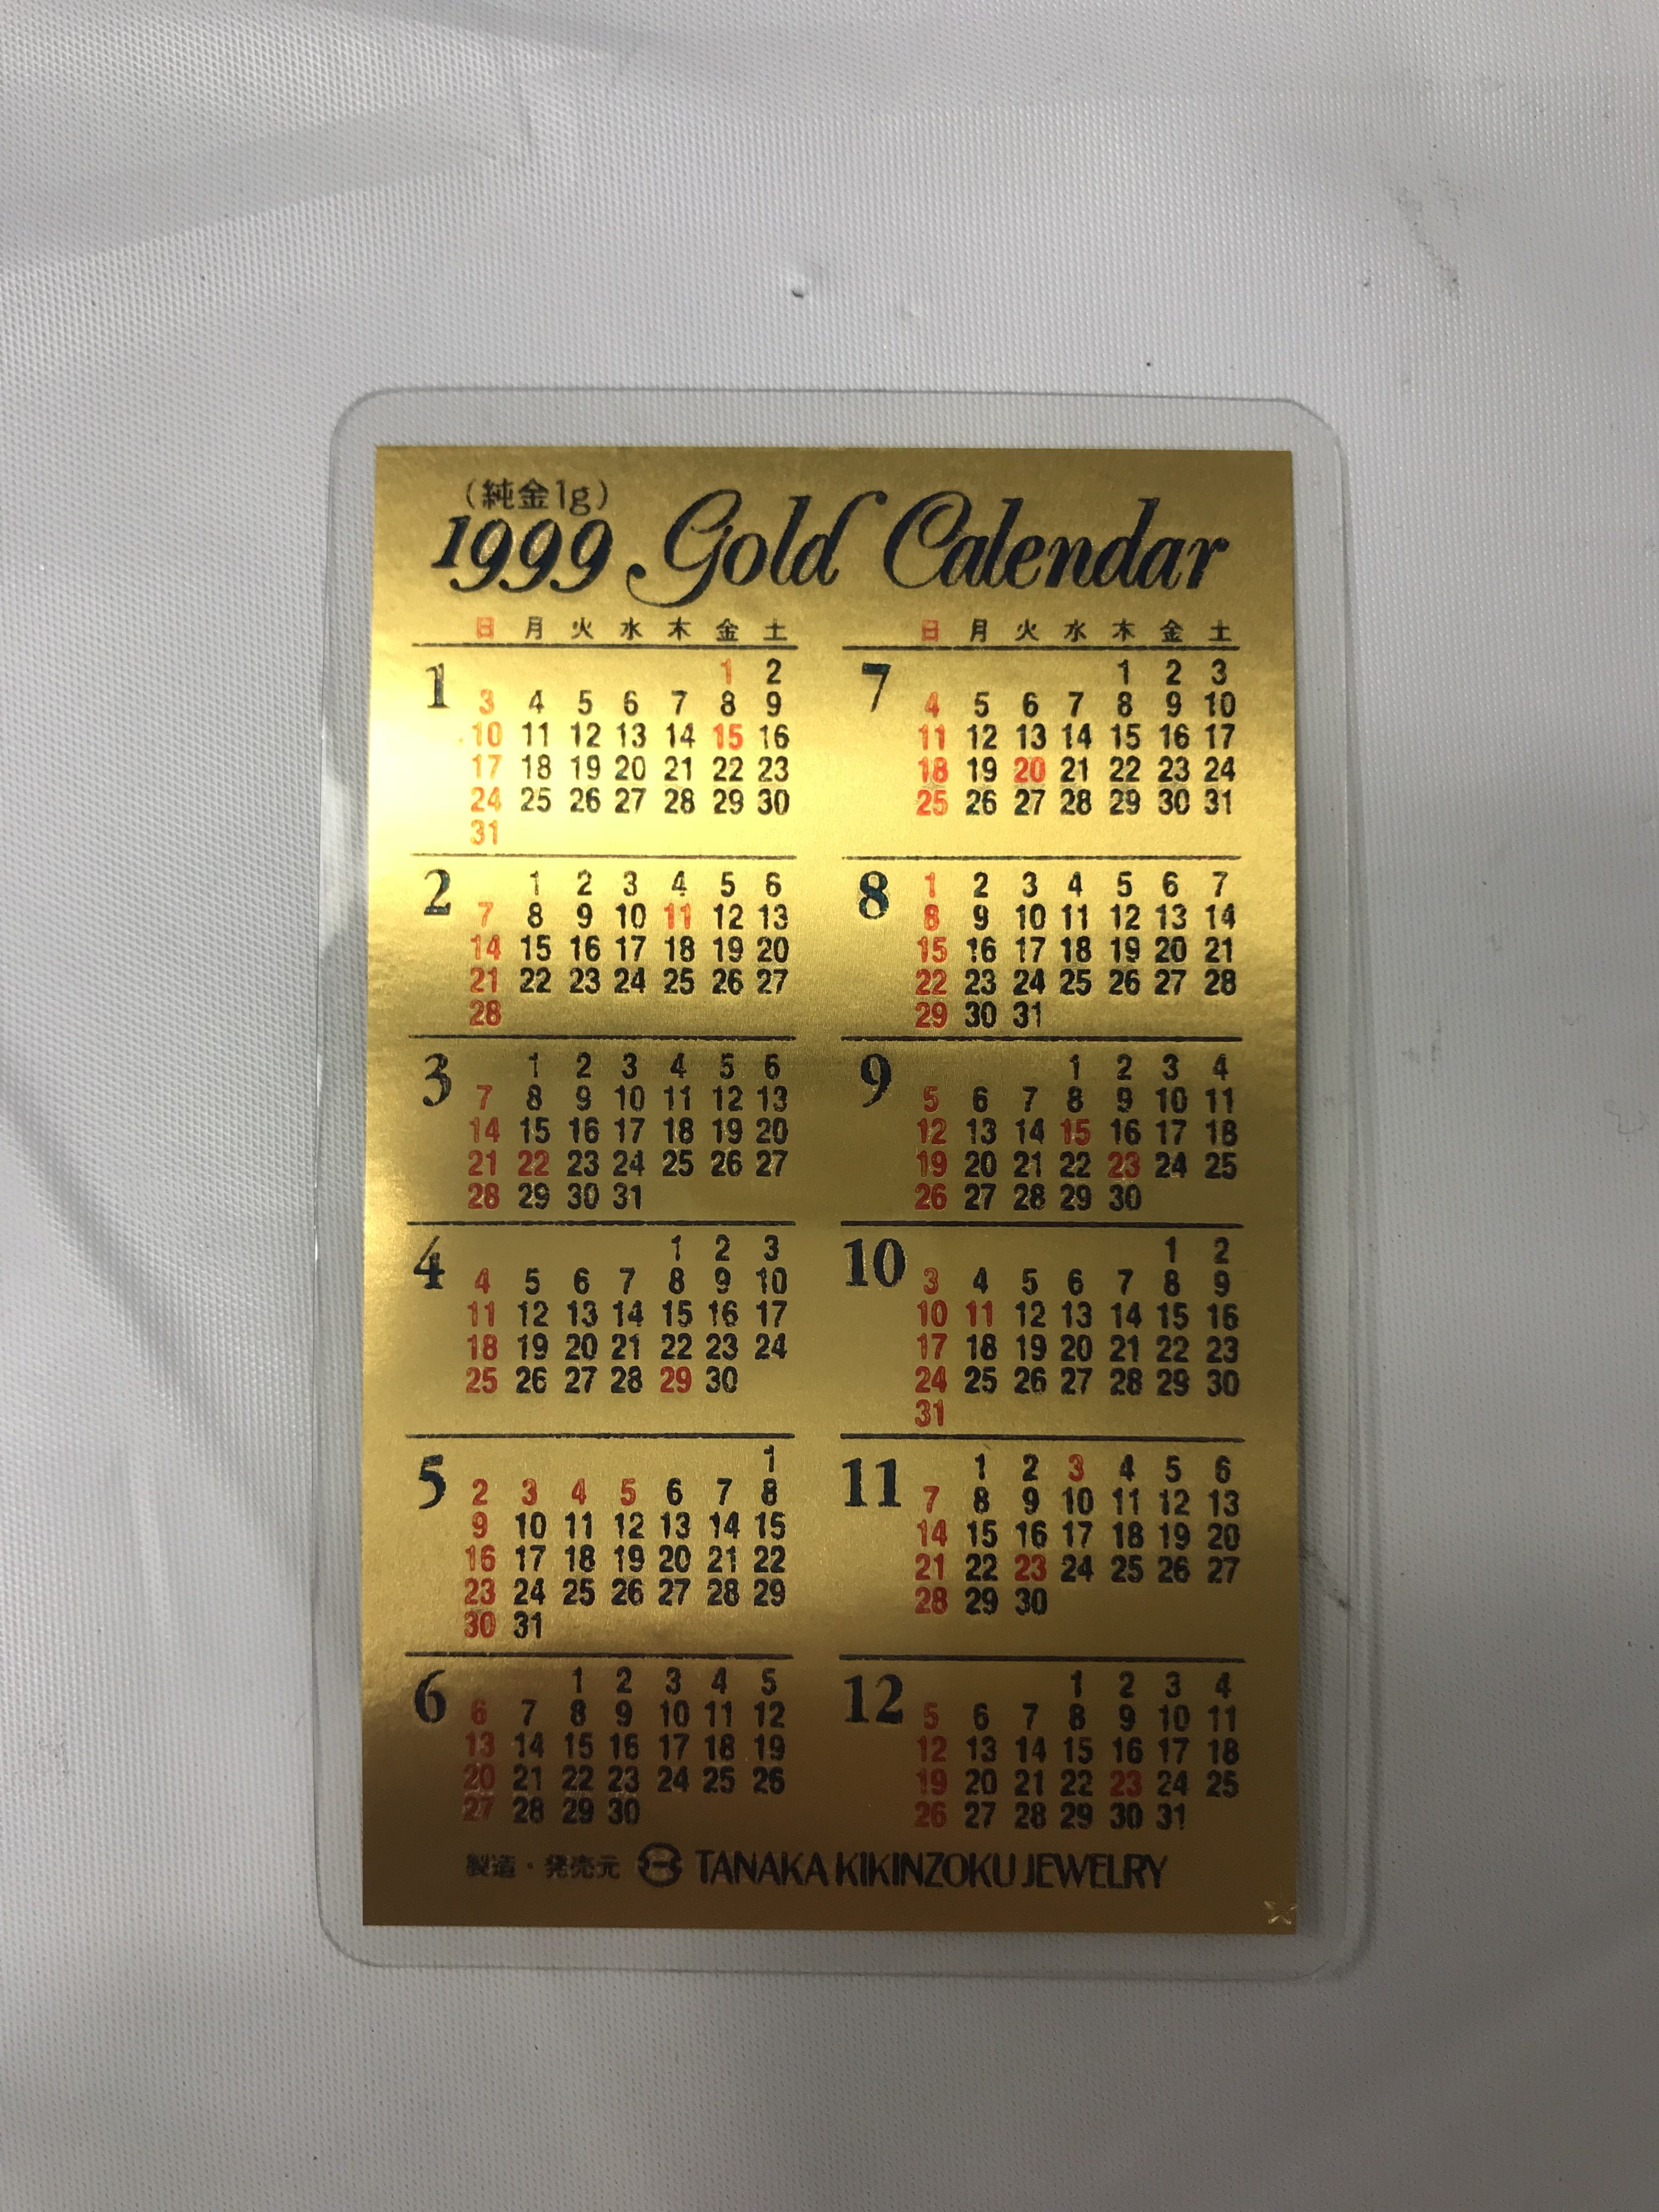 (純金1g)
1999 Gold Calendar
日 月 火 水 木 金 土
1
1 2
3 4 5 6 7 8 9
10 11 12 13 14 15 16
17 18 19 20 21 22 23
24 25 26 27 28 29 30
31
2
1 2 3 4 5 6
7 8 9 10 11 12 13
14 15 16 17 18 19 20
21 22 23 24 25 26 27
28
3
1 2 3 4 5 6
7 8 9 10 11 12 13
14 15 16 17 18 19 20
21 22 23 24 25 26 27
28 29 30 31
4
1 2 3
4 5 6 7 8 9 10
11 12 13 14 15 16 17
18 19 20 21 22 23 24
25 26 27 28 29 30
5
1
2 3 4 5 6 7 8
9 10 11 12 13 14 15
16 17 18 19 20 21 22
23 24 25 26 27 28 29
30 31
6
1 2 3 4 5
6 7 8 9 10 11 12
13 14 15 16 17 18 19
20 21 22 23 24 25 26
27 28 29 30
日 月 火 水 木 金 土
7
1 2 3
4 5 6 7 8 9 10
11 12 13 14 15 16 17
18 19 20 21 22 23 24
25 26 27 28 29 30 31
8
1 2 3 4 5 6 7
8 9 10 11 12 13 14
15 16 17 18 19 20 21
22 23 24 25 26 27 28
29 30 31
9
1 2 3 4
5 6 7 8 9 10 11
12 13 14 15 16 17 18
19 20 21 22 23 24 25
26 27 28 29 30
10
1 2
3 4 5 6 7 8 9
10 11 12 13 14 15 16
17 18 19 20 21 22 23
24 25 26 27 28 29 30
31
11
1 2 3 4 5 6
7 8 9 10 11 12 13
14 15 16 17 18 19 20
21 22 23 24 25 26 27
28 29 30
12
1 2 3 4
5 6 7 8 9 10 11
12 13 14 15 16 17 18
19 20 21 22 23 24 25
26 27 28 29 30 31
製造・発売元 TANAKA KIKINZOKU JEWELRY